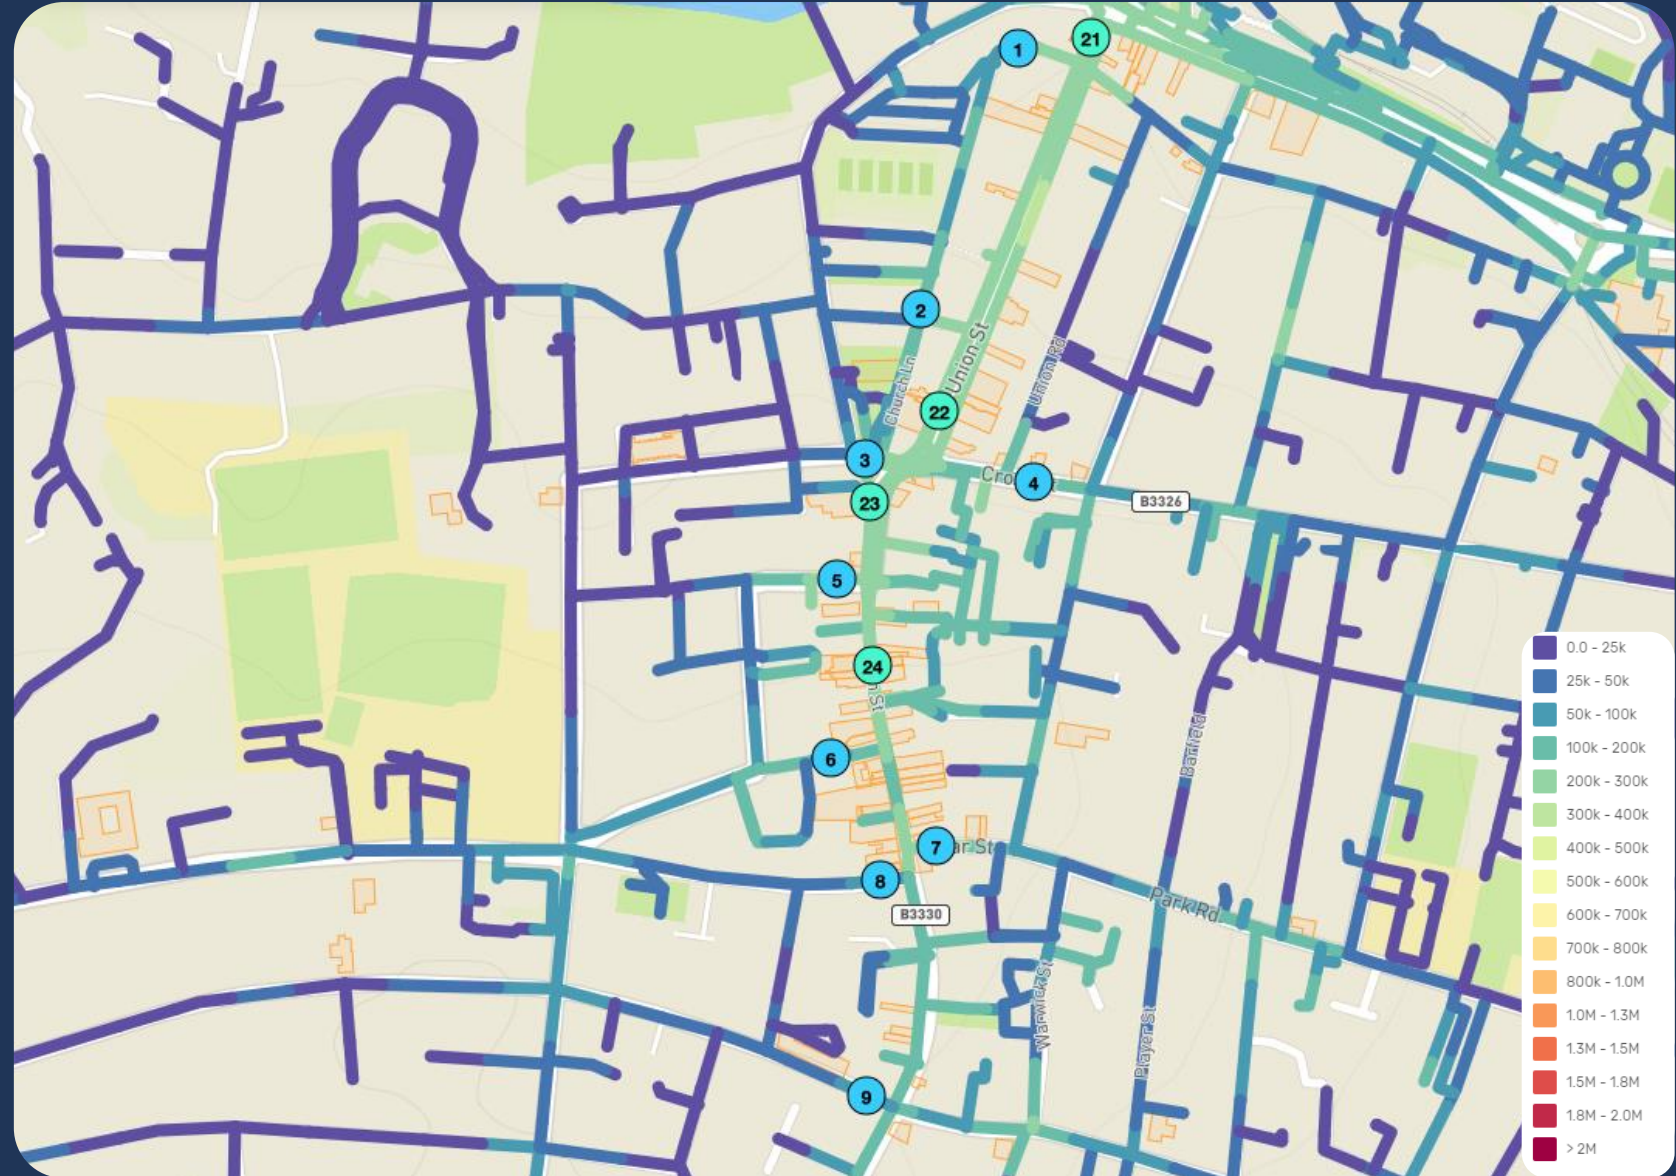 1
21
2
Union St
Church Ln
Union Rd
22
3
4
B3326
23
5
24
6
Barfield
7
8
Park Rd
B3330
Warwick St
Player St
9
0.0 - 25k
25k - 50k
50k - 100k
100k - 200k
200k - 300k
300k - 400k
400k - 500k
500k - 600k
600k - 700k
700k - 800k
800k - 1.0M
1.0M - 1.3M
1.3M - 1.5M
1.5M - 1.8M
1.8M - 2.0M
> 2M